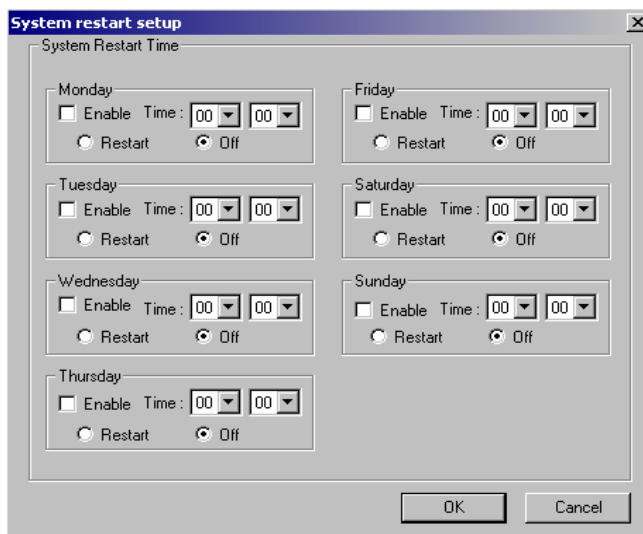 System restart setup
System Restart Time
Monday
Enable Time : 00 00
Restart Off
Tuesday
Enable Time : 00 00
Restart Off
Wednesday
Enable Time : 00 00
Restart Off
Thursday
Enable Time : 00 00
Restart Off
Friday
Enable Time : 00 00
Restart Off
Saturday
Enable Time : 00 00
Restart Off
Sunday
Enable Time : 00 00
Restart Off
OK Cancel